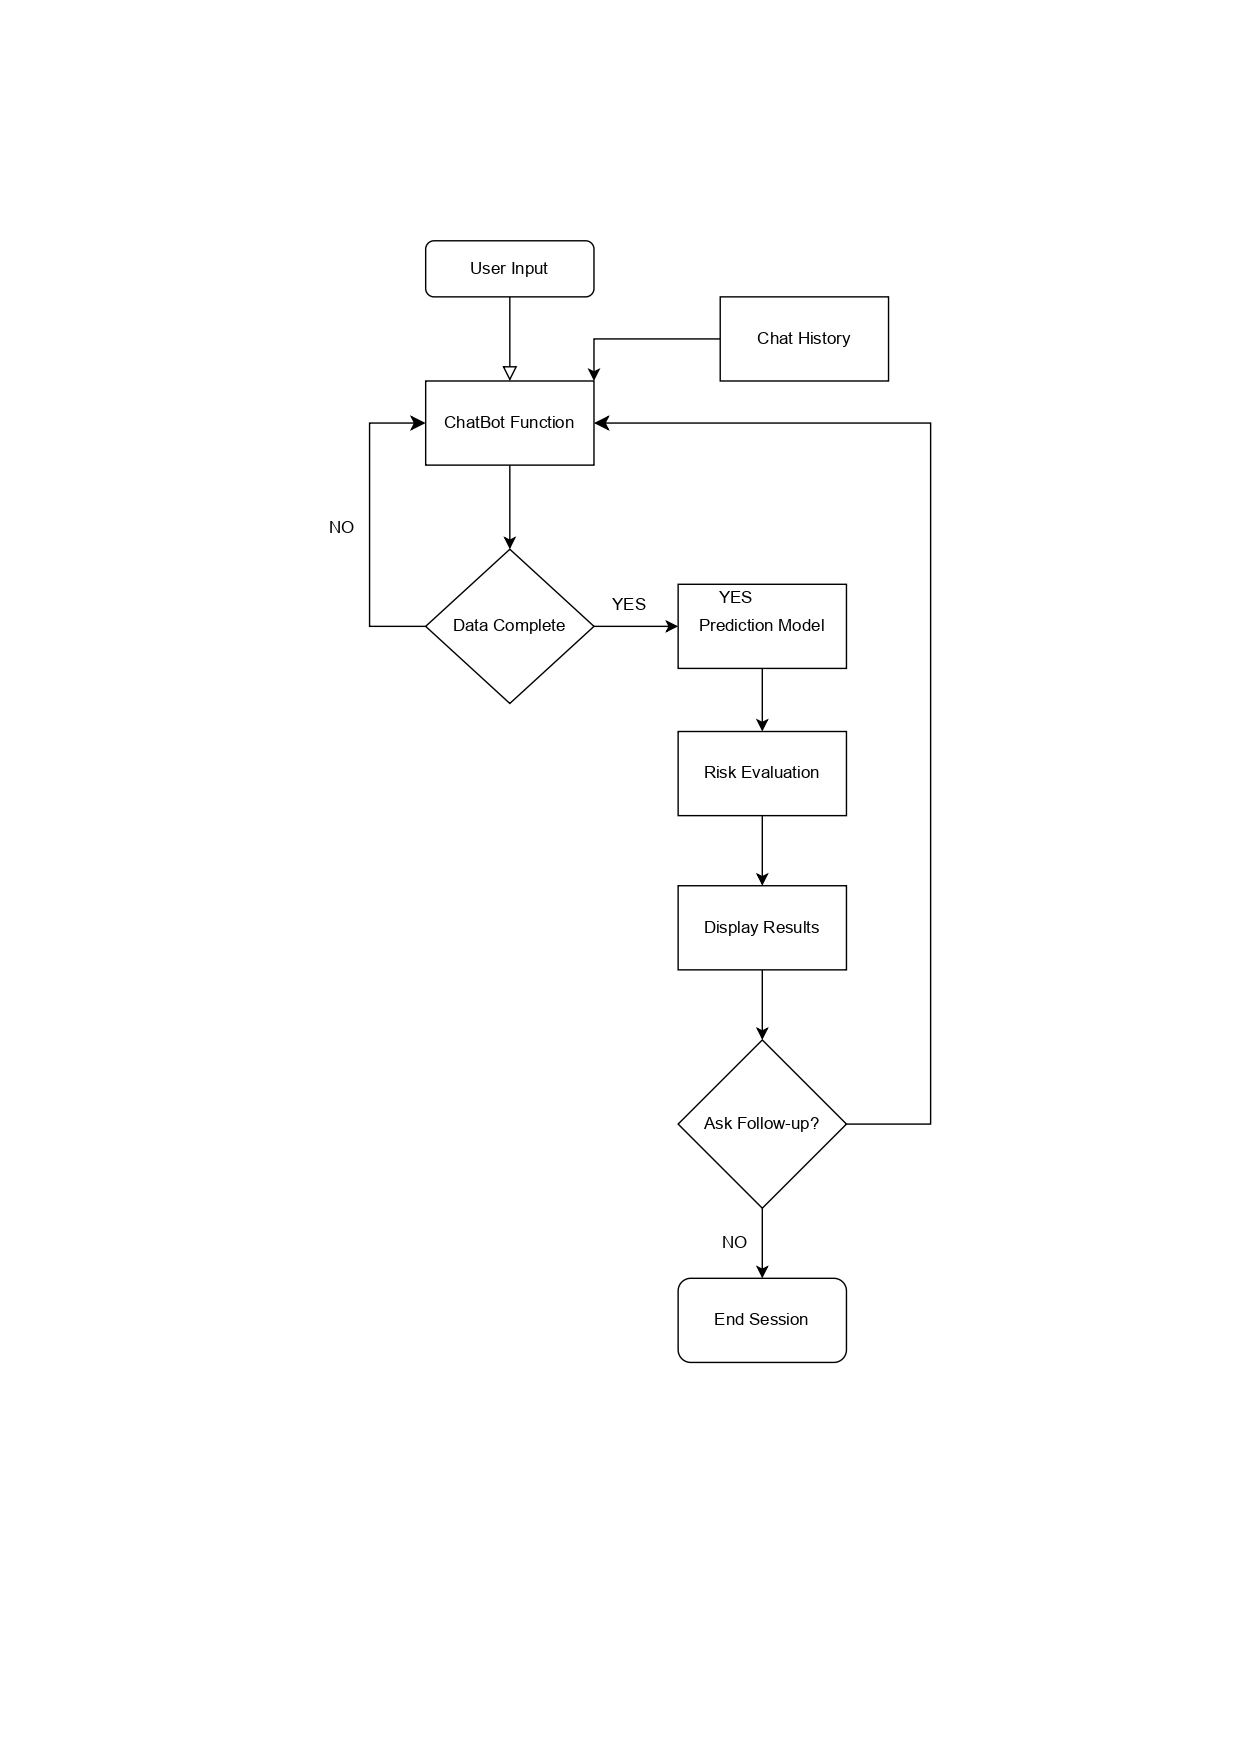 User Input
Chat History
ChatBot Function
NO
Data Complete
YES
YES
Prediction Model
Risk Evaluation
Display Results
Ask Follow-up?
NO
End Session